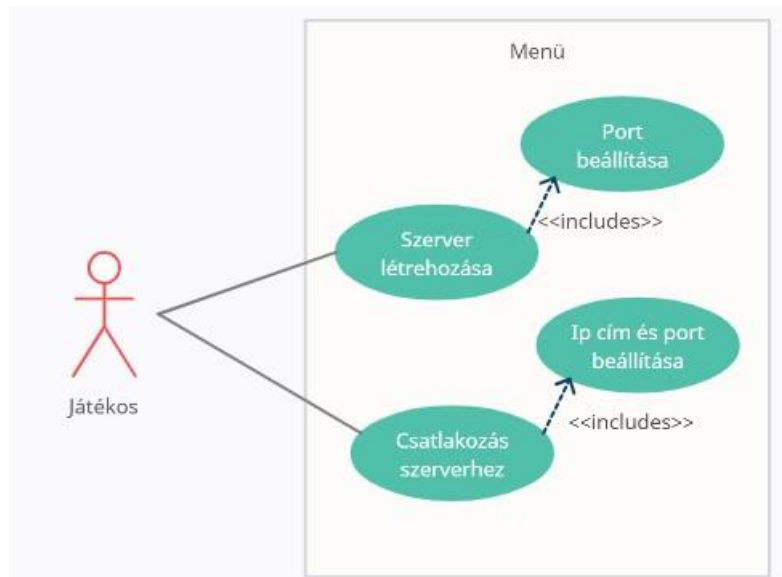 Menü
Port
beállítása
<<includes>>
Szerver
létrehozása
Ip cím és port
beállítása
Játékos
<<includes>>
Csatlakozás
szerverhez